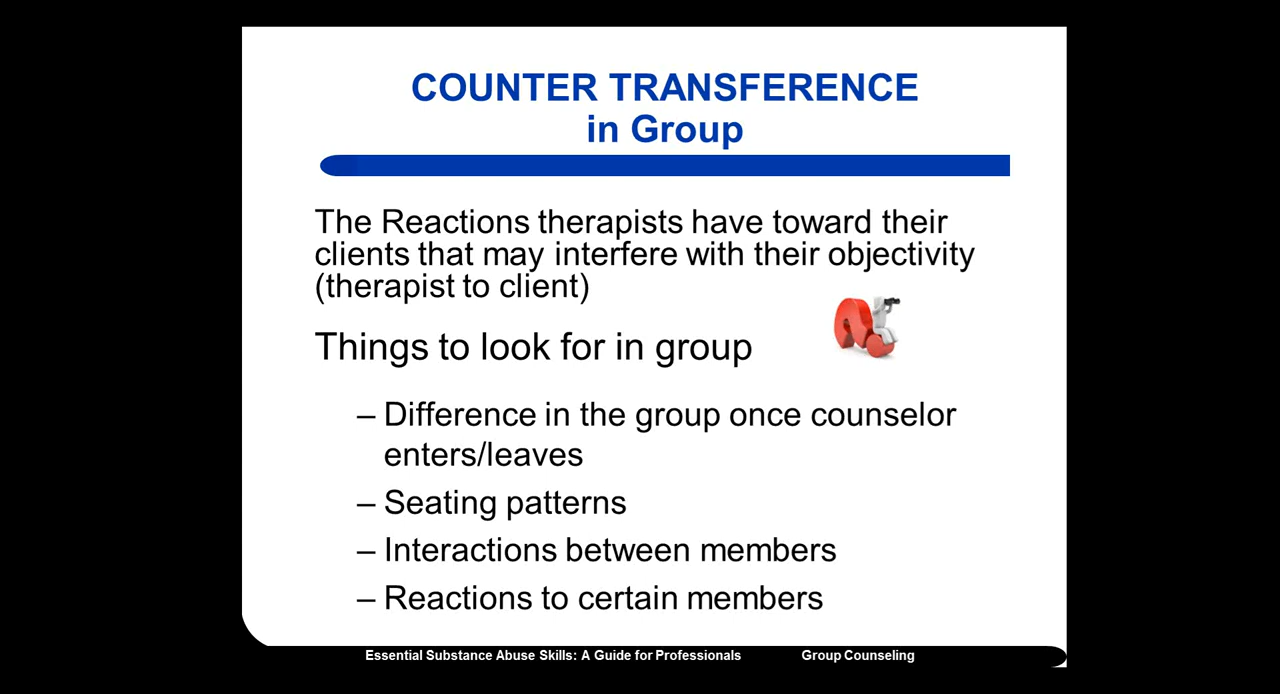 COUNTER TRANSFERENCE
in Group
The Reactions therapists have toward their
clients that may interfere with their objectivity
(therapist to client)
Things to look for in group
– Difference in the group once counselor
enters/leaves
– Seating patterns
– Interactions between members
– Reactions to certain members
Essential Substance Abuse Skills: A Guide for Professionals Group Counseling